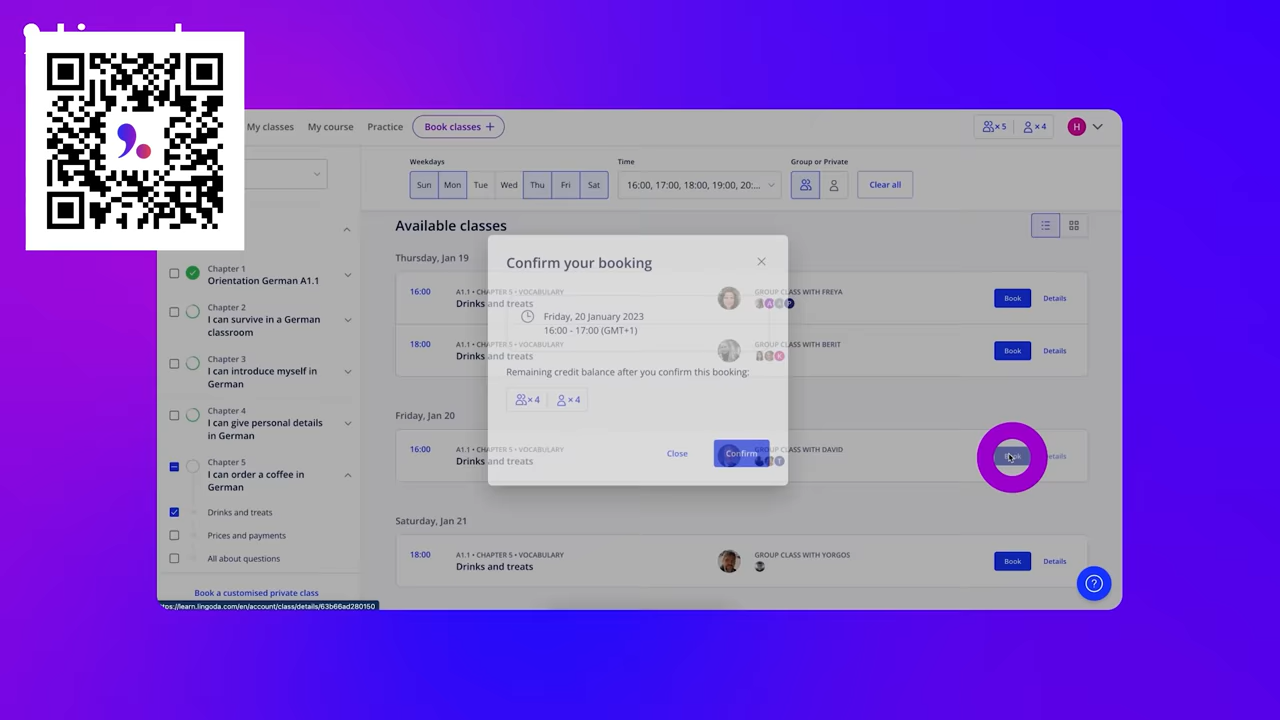 My classes
My course
Practice
Book classes +
×5
×4
H
Weekdays
Time
Group or Private
Sun
Mon
Tue
Wed
Thu
Fri
Sat
16:00, 17:00, 18:00, 19:00, 20:...
Clear all
Chapter 1
Orientation German A1.1
Chapter 2
I can survive in a German
classroom
Chapter 3
I can introduce myself in
German
Chapter 4
I can give personal details
in German
Chapter 5
I can order a coffee in
German
Drinks and treats
Prices and payments
All about questions
Book a customised private class
Available classes
Thursday, Jan 19
16:00
A1.1 • CHAPTER 5 • VOCABULARY
Drinks and treats
GROUP CLASS WITH FREYA
Book
Details
18:00
A1.1 • CHAPTER 5 • VOCABULARY
Drinks and treats
GROUP CLASS WITH BERIT
Book
Details
Friday, Jan 20
16:00
A1.1 • CHAPTER 5 • VOCABULARY
Drinks and treats
GROUP CLASS WITH DAVID
Book
Details
Saturday, Jan 21
18:00
A1.1 • CHAPTER 5 • VOCABULARY
Drinks and treats
GROUP CLASS WITH YORGOS
Book
Details
Confirm your booking
Friday, 20 January 2023
16:00 - 17:00 (GMT+1)
Remaining credit balance after you confirm this booking:
×4
×4
Close
Confirm
tps://learn.lingoda.com/en/account/class/details/63b66ad280150